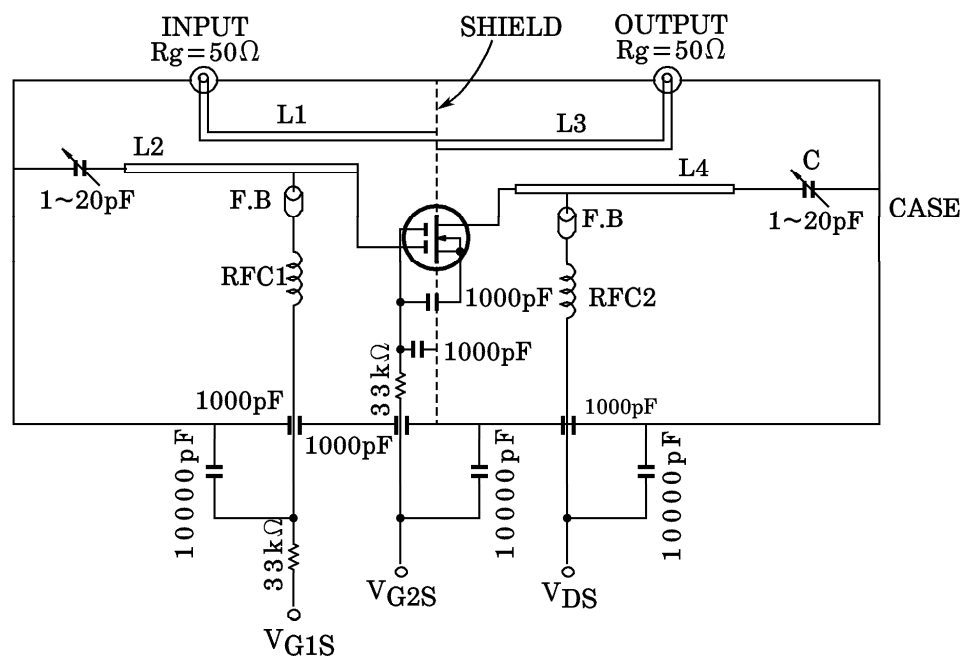 INPUT
Rg=50Ω
SHIELD
OUTPUT
Rg=50Ω
L1
L3
L2
L4
C
1~20pF
F.B
F.B
1~20pF
CASE
RFC1
1000pF
RFC2
1000pF
33kΩ
1000pF
1000pF
1000pF
10000pF
10000pF
10000pF
33kΩ
VG2S
VDS
VG1S